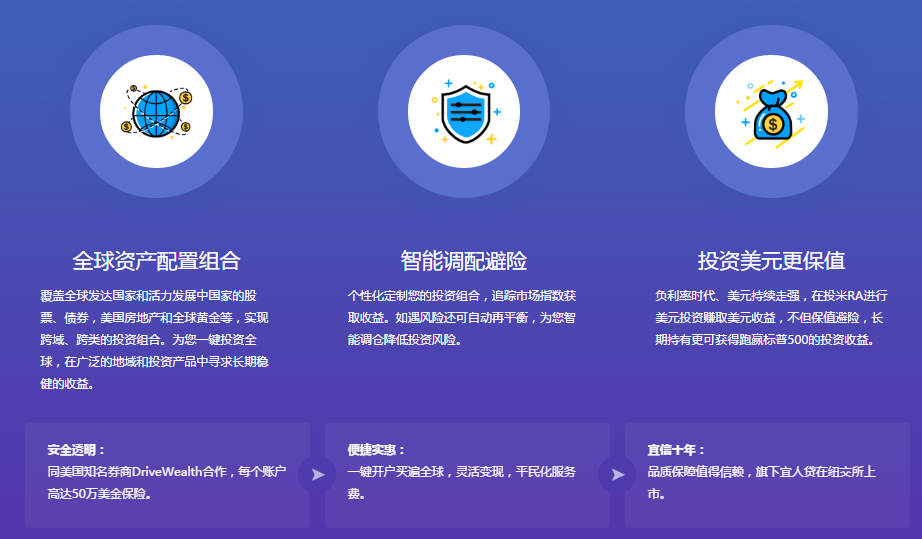 全球资产配置组合
覆盖全球发达国家和活力发展中国家的股
票、债券，美国房地产和全球黄金等，实现
跨域、跨类的投资组合。为您一键投资全
球，在广泛的地域和投资产品中寻求长期稳
健的收益。
智能调配避险
个性化定制您的投资组合，追踪市场指数获
取收益。如遇风险还可自动再平衡，为您智
能调仓降低投资风险。
投资美元更保值
负利率时代、美元持续走强，在投米RA进行
美元投资赚取美元收益，不但保值避险，长
期持有更可获得跑赢标普500的投资收益。
安全透明：
同美国知名券商DriveWealth合作，每个账户
高达50万美金保险。
便捷实惠：
一键开户买遍全球，灵活变现，平民化服务
费。
宜信十年：
品质保障值得信赖，旗下宜人贷在纽交所上
市。